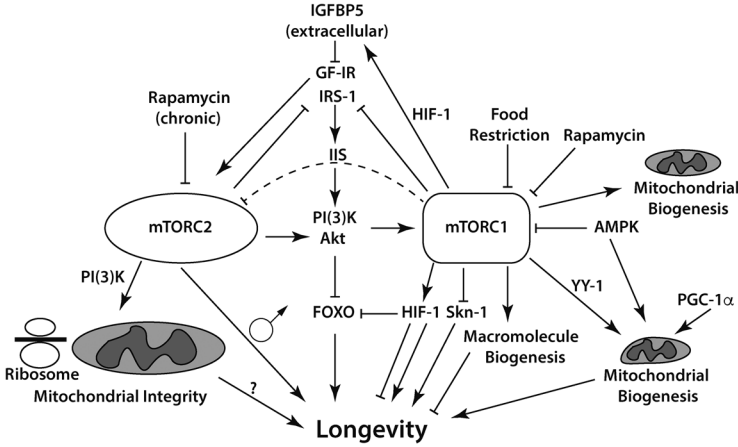 IGFBP5
(extracellular)
GF-IR
IRS-1
Rapamycin
(chronic)
HIF-1
Food
Restriction
Rapamycin
IIS
Mitochondrial
Biogenesis
mTORC2
PI(3)K
Akt
mTORC1
AMPK
PI(3)K
YY-1
PGC-1α
FOXO
HIF-1
Skn-1
Macromolecule
Biogenesis
Ribosome
Mitochondrial Integrity
?
Mitochondrial
Biogenesis
Longevity